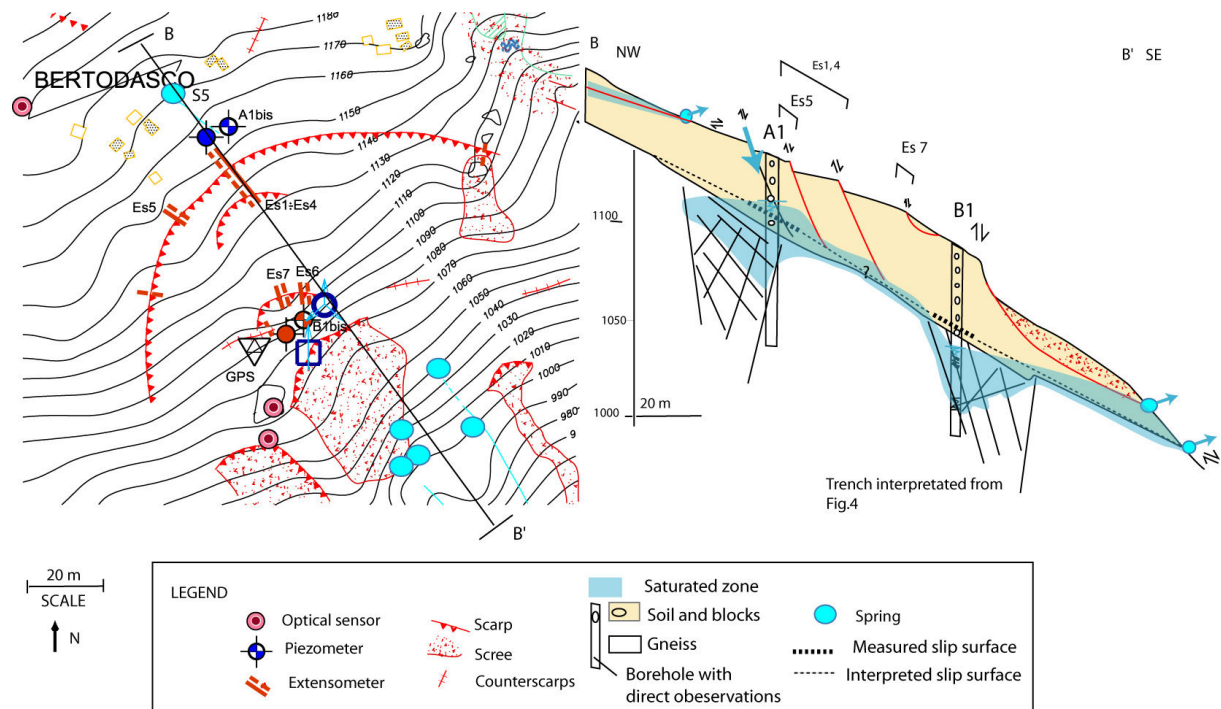 B
BERTODASCO
S5
A1bis
1180
1170
1160
1150
1140
1130
1120
1110
1100
1090
1080
1070
1060
1050
1040
1030
1020
1010
1000
990
980
9
Es5
Es1÷Es4
Es7
Es6
B1bis
GPS
B'
B
NW
B' SE
Es1, 4
Es5
A1
Es 7
B1
1100
1050
1000
20 m
?
Trench interpretated from
Fig.4
20 m
SCALE
N
LEGEND
Optical sensor
Piezometer
Extensometer
Scarp
Scree
Counterscarps
Saturated zone
Soil and blocks
Gneiss
Borehole with
direct obeservations
Spring
Measured slip surface
Interpreted slip surface